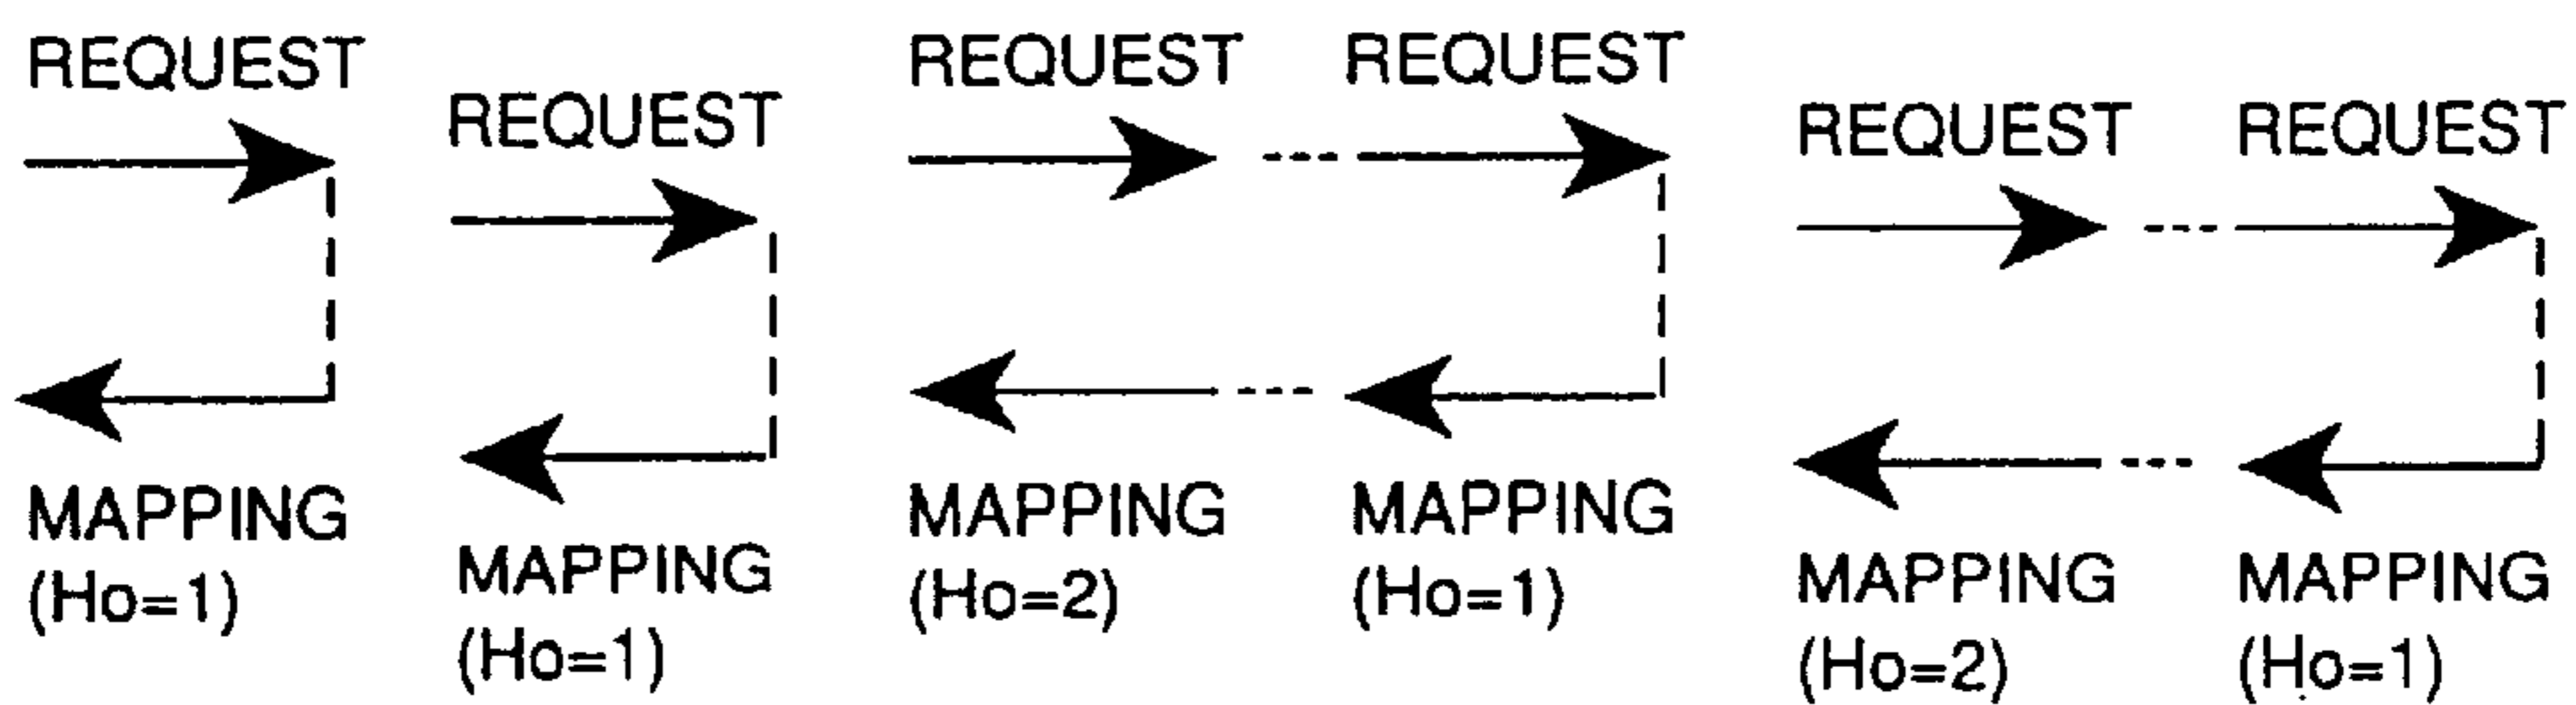 REQUEST
REQUEST
REQUEST
REQUEST
REQUEST
REQUEST
MAPPING
(Ho=1)
MAPPING
(Ho=1)
MAPPING
(Ho=2)
MAPPING
(Ho=1)
MAPPING
(Ho=2)
MAPPING
(Ho=1)